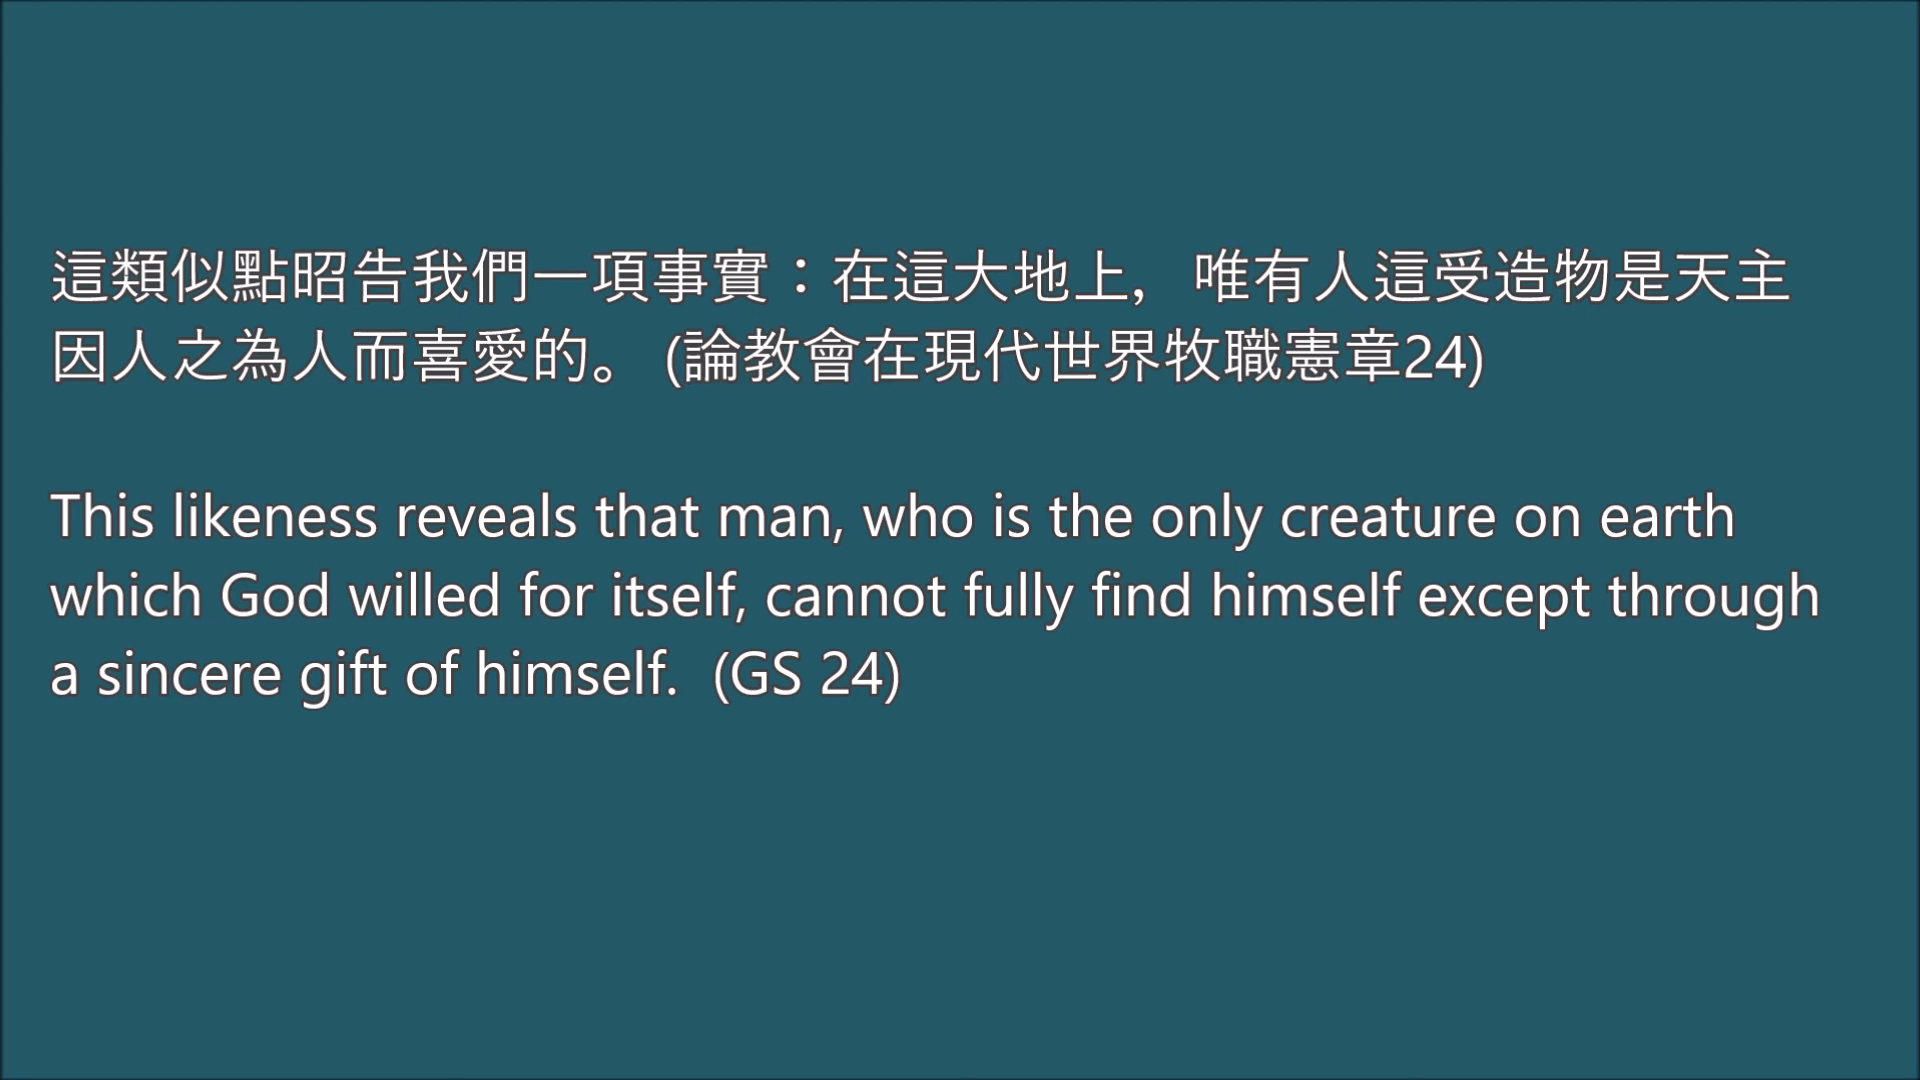 這類似點昭告我們一項事實：在這大地上，唯有人這受造物是天主
因人之為人而喜愛的。 (論教會在現代世界牧職憲章24)
This likeness reveals that man, who is the only creature on earth
which God willed for itself, cannot fully find himself except through
a sincere gift of himself.  (GS 24)